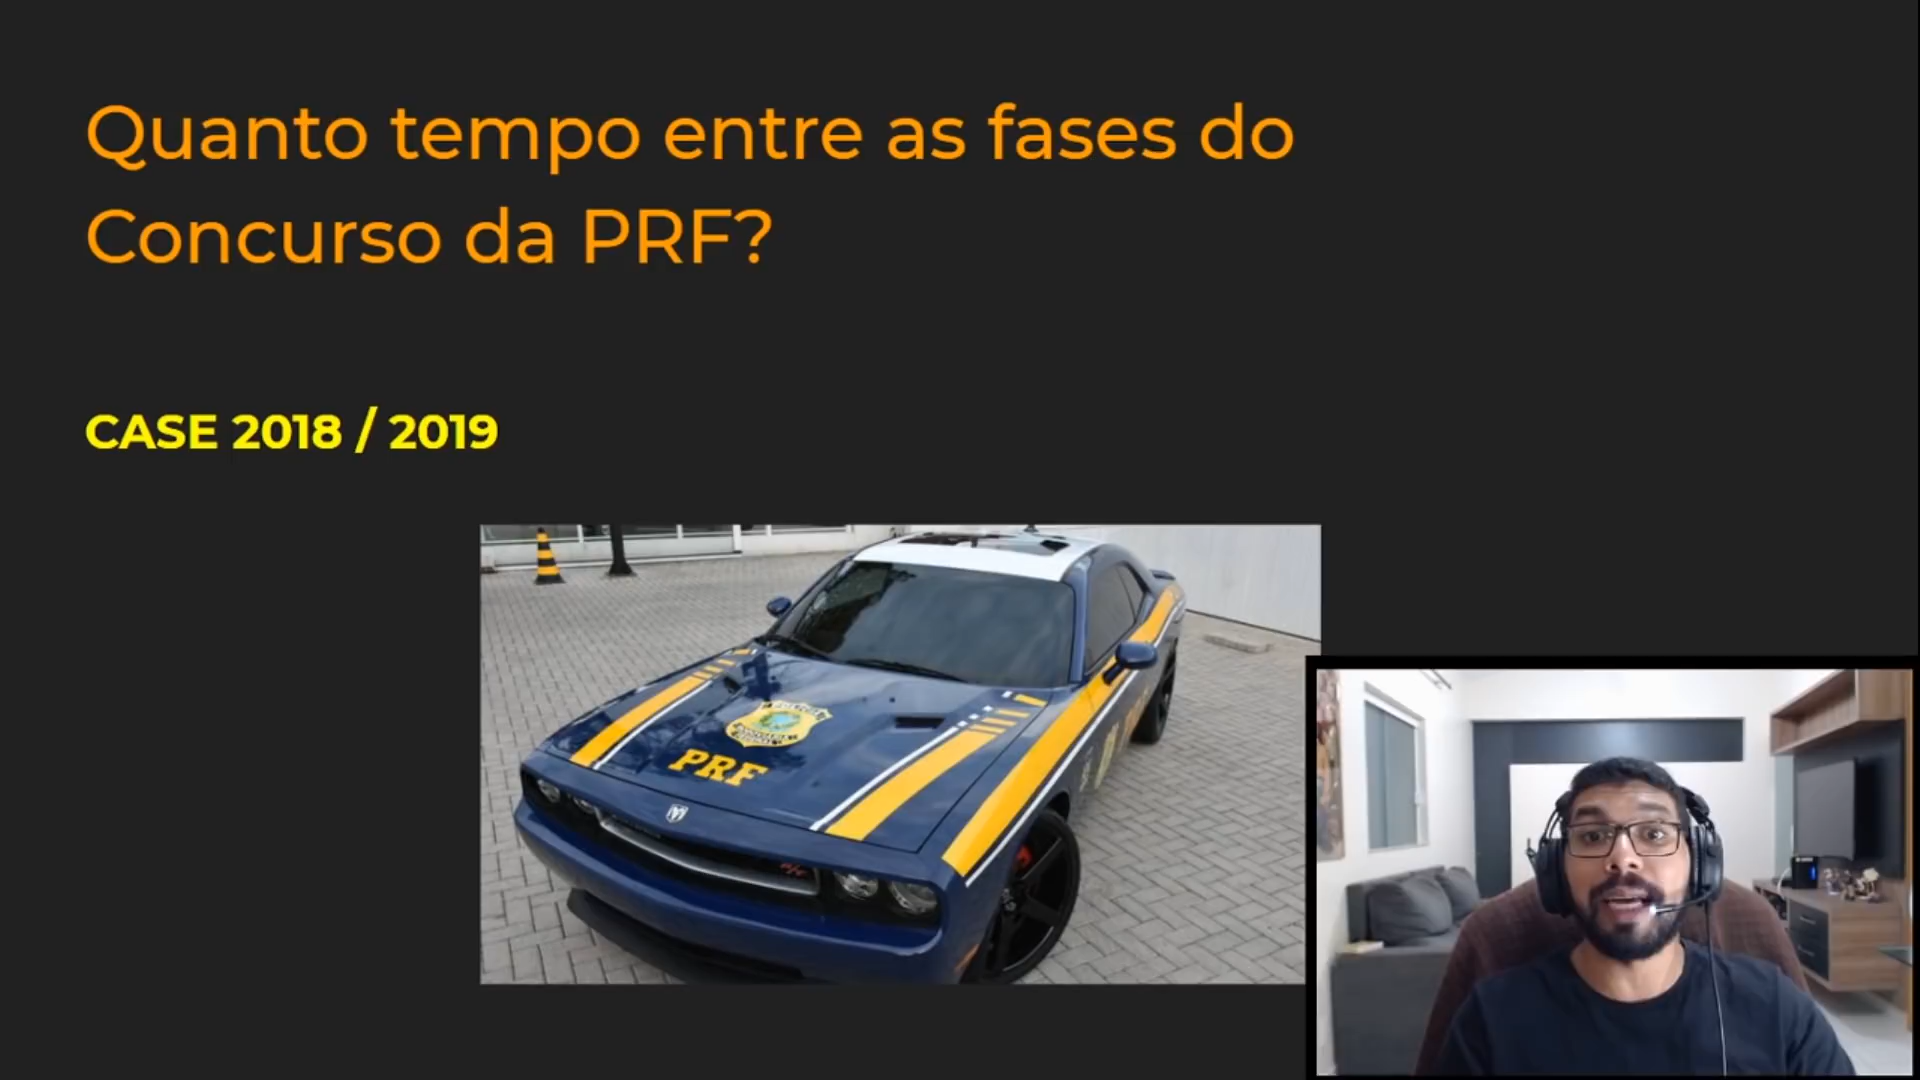 Quanto tempo entre as fases do
Concurso da PRF?
CASE 2018 / 2019
PRF
R/T